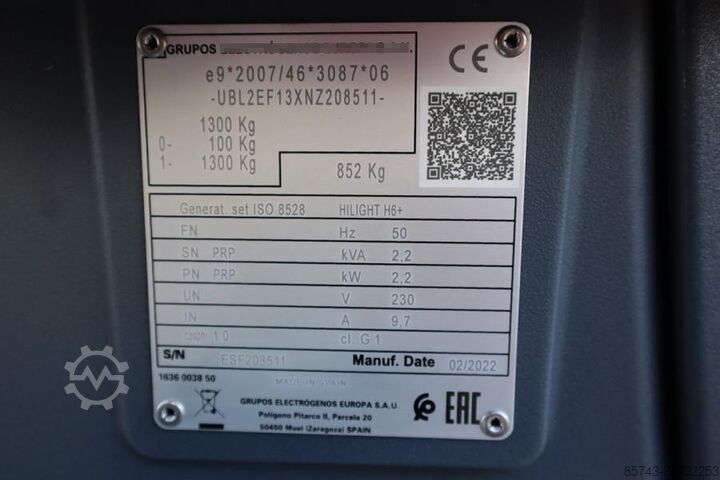 GRUPOS
e9*2007/46*3087*06
-UBL2EF13XNZ208511-
1300 Kg
0- 100 Kg
1- 1300 Kg
852 Kg
CE
Generat. set ISO 8528 HILIGHT H6+
FN Hz 50
SN PRP kVA 2,2
PN PRP kW 2,2
UN V 230
IN A 9,7
1.0 cl. G1
S/N ESF208511 Manuf. Date 02/2022
1636 0038 50 MADE IN SPAIN
GRUPOS ELECTRÓGENOS EUROPA S.A.U.
Polígono Pitarco II, Parcela 20
50450 Muel (Zaragoza) SPAIN
EAC